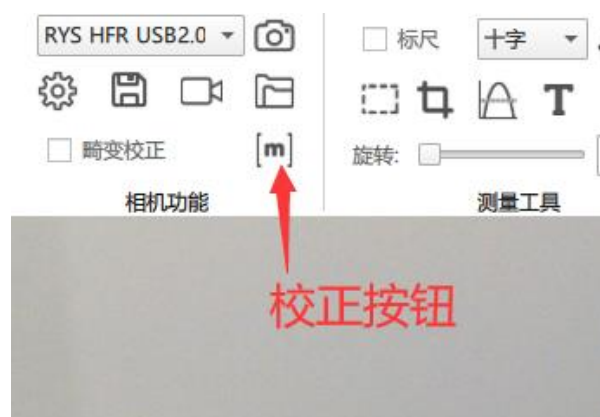 RYS HFR USB2.0
标尺
十字
T
畸变校正
[m]
旋转:
相机功能
测量工具
校正按钮